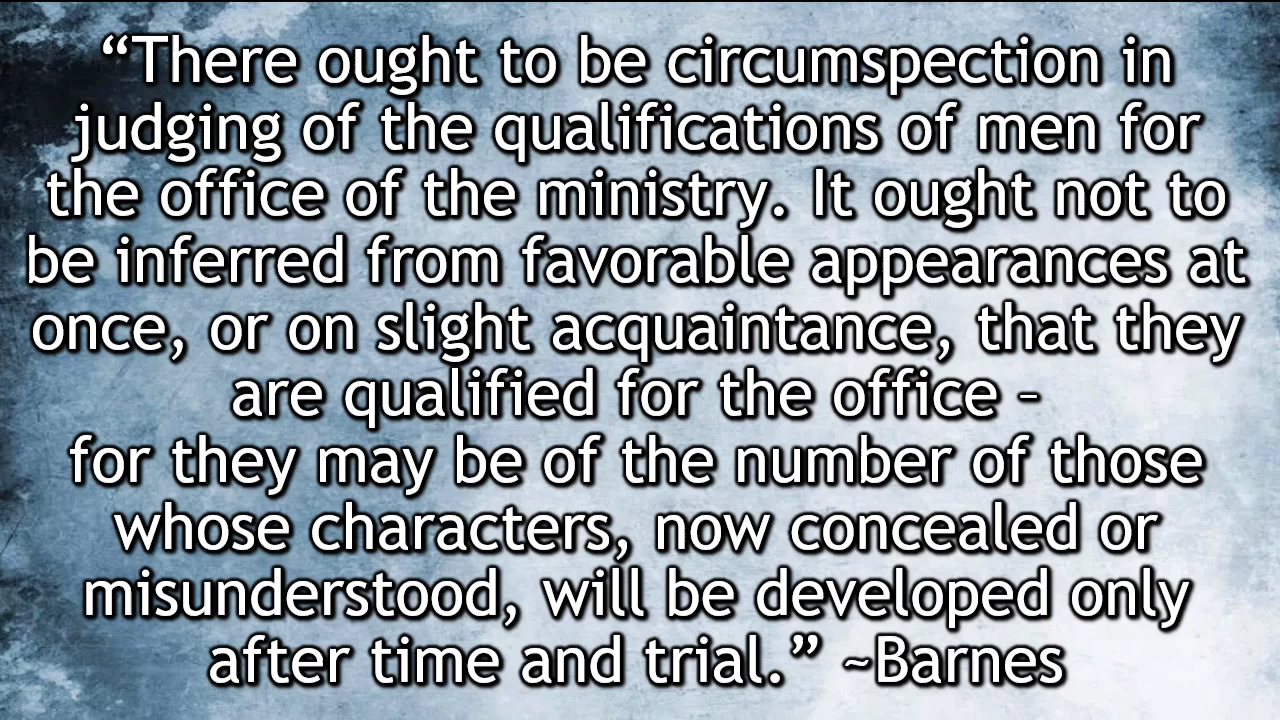 “There ought to be circumspection in
judging of the qualifications of men for
the office of the ministry. It ought not to
be inferred from favorable appearances at
once, or on slight acquaintance, that they
are qualified for the office –
for they may be of the number of those
whose characters, now concealed or
misunderstood, will be developed only
after time and trial.” ~Barnes